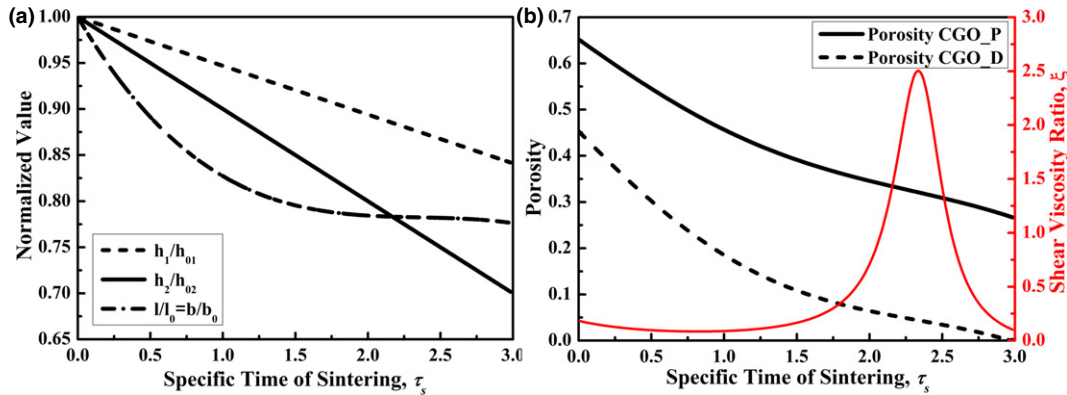 (a)
1.00
0.95
0.90
0.85
0.80
0.75
0.70
0.65
Normalized Value
h₁/h₀₁
h₂/h₀₂
l/l₀=b/b₀
0.0 0.5 1.0 1.5 2.0 2.5 3.0
Specific Time of Sintering, τₛ
(b)
0.7
0.6
0.5
0.4
0.3
0.2
0.1
0.0
Porosity
Porosity CGO_P
Porosity CGO_D
3.0
2.5
2.0
1.5
1.0
0.5
0.0
Shear Viscosity Ratio, ξ
0.0 0.5 1.0 1.5 2.0 2.5 3.0
Specific Time of Sintering, τₛ